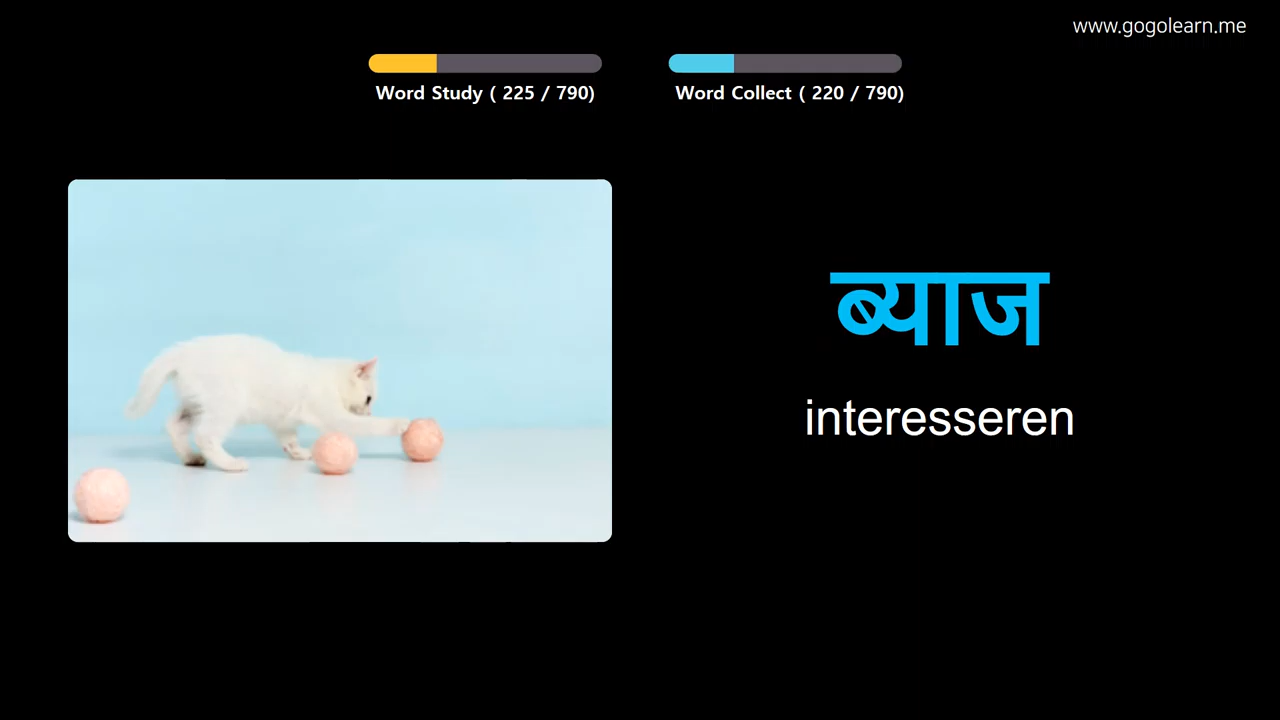 www.gogolearn.me
Word Study ( 225 / 790)
Word Collect ( 220 / 790)
ब्याज
interesseren